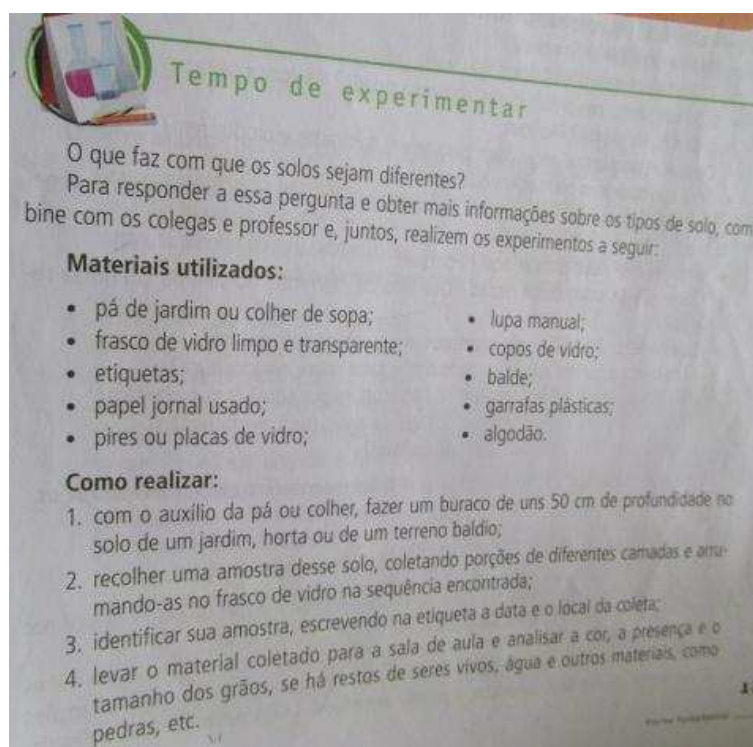 Tempo de experimentar
O que faz com que os solos sejam diferentes?
Para responder a essa pergunta e obter mais informações sobre os tipos de solo, com
bine com os colegas e professor e, juntos, realizem os experimentos a seguir:
Materiais utilizados:
• pá de jardim ou colher de sopa;
• frasco de vidro limpo e transparente;
• etiquetas;
• papel jornal usado;
• pires ou placas de vidro;
• lupa manual;
• copos de vidro;
• balde;
• garrafas plásticas;
• algodão.
Como realizar:
1. com o auxílio da pá ou colher, fazer um buraco de uns 50 cm de profundidade no
solo de um jardim, horta ou de um terreno baldio;
2. recolher uma amostra desse solo, coletando porções de diferentes camadas e arru-
mando-as no frasco de vidro na sequência encontrada;
3. identificar sua amostra, escrevendo na etiqueta a data e o local da coleta;
4. levar o material coletado para a sala de aula e analisar a cor, a presença e o
tamanho dos grãos, se há restos de seres vivos, água e outros materiais, como
pedras, etc.